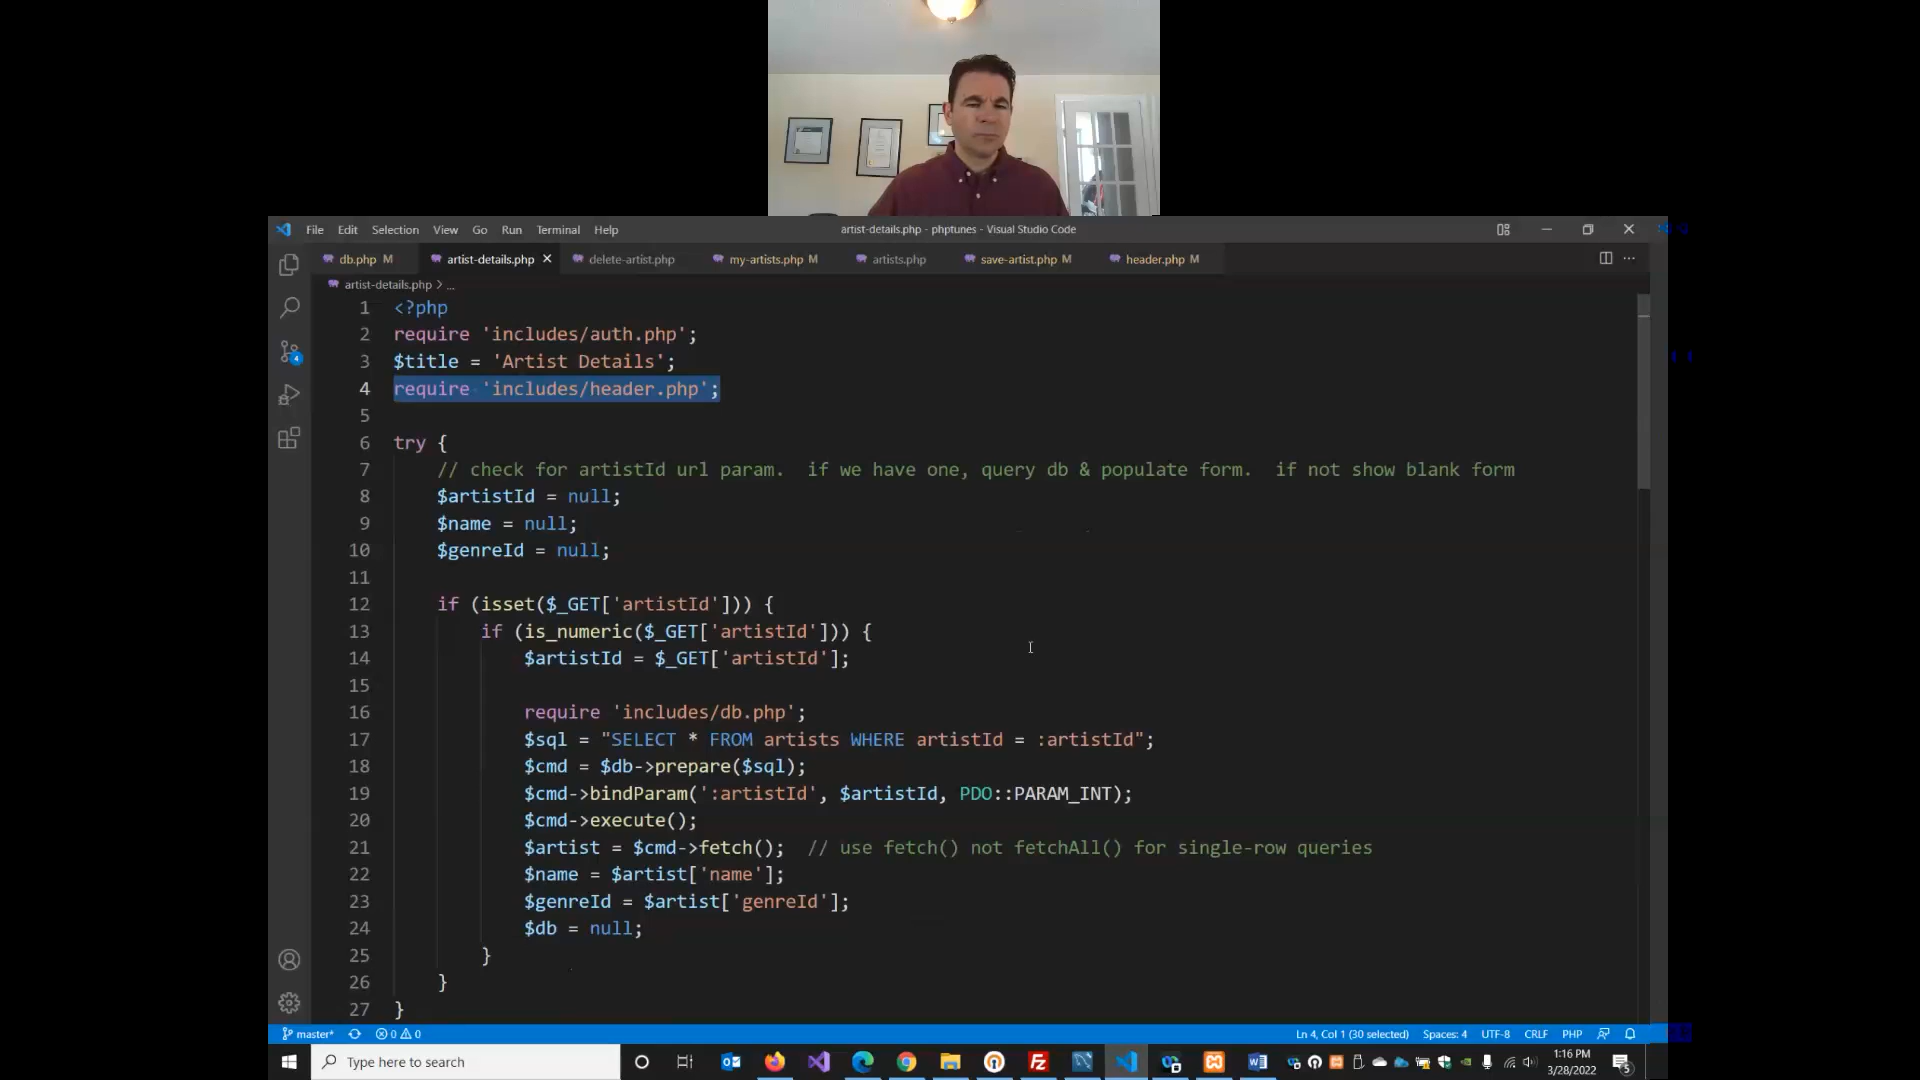 File Edit Selection View Go Run Terminal Help
artist-details.php - phptunes - Visual Studio Code
db.php M artist-details.php delete-artist.php my-artists.php M artists.php save-artist.php M header.php M
artist-details.php > ...
1 <?php
2 require 'includes/auth.php';
3 $title = 'Artist Details';
4 require 'includes/header.php';
5
6 try {
7 // check for artistId url param.  if we have one, query db & populate form.  if not show blank form
8 $artistId = null;
9 $name = null;
10 $genreId = null;
11
12 if (isset($_GET['artistId'])) {
13 if (is_numeric($_GET['artistId'])) {
14 $artistId = $_GET['artistId'];
15
16 require 'includes/db.php';
17 $sql = "SELECT * FROM artists WHERE artistId = :artistId";
18 $cmd = $db->prepare($sql);
19 $cmd->bindParam(':artistId', $artistId, PDO::PARAM_INT);
20 $cmd->execute();
21 $artist = $cmd->fetch();  // use fetch() not fetchAll() for single-row queries
22 $name = $artist['name'];
23 $genreId = $artist['genreId'];
24 $db = null;
25 }
26 }
27 }
4
master* 0 0 Ln 4, Col 1 (30 selected) Spaces: 4 UTF-8 CRLF PHP
Type here to search
1:16 PM
3/28/2022
5